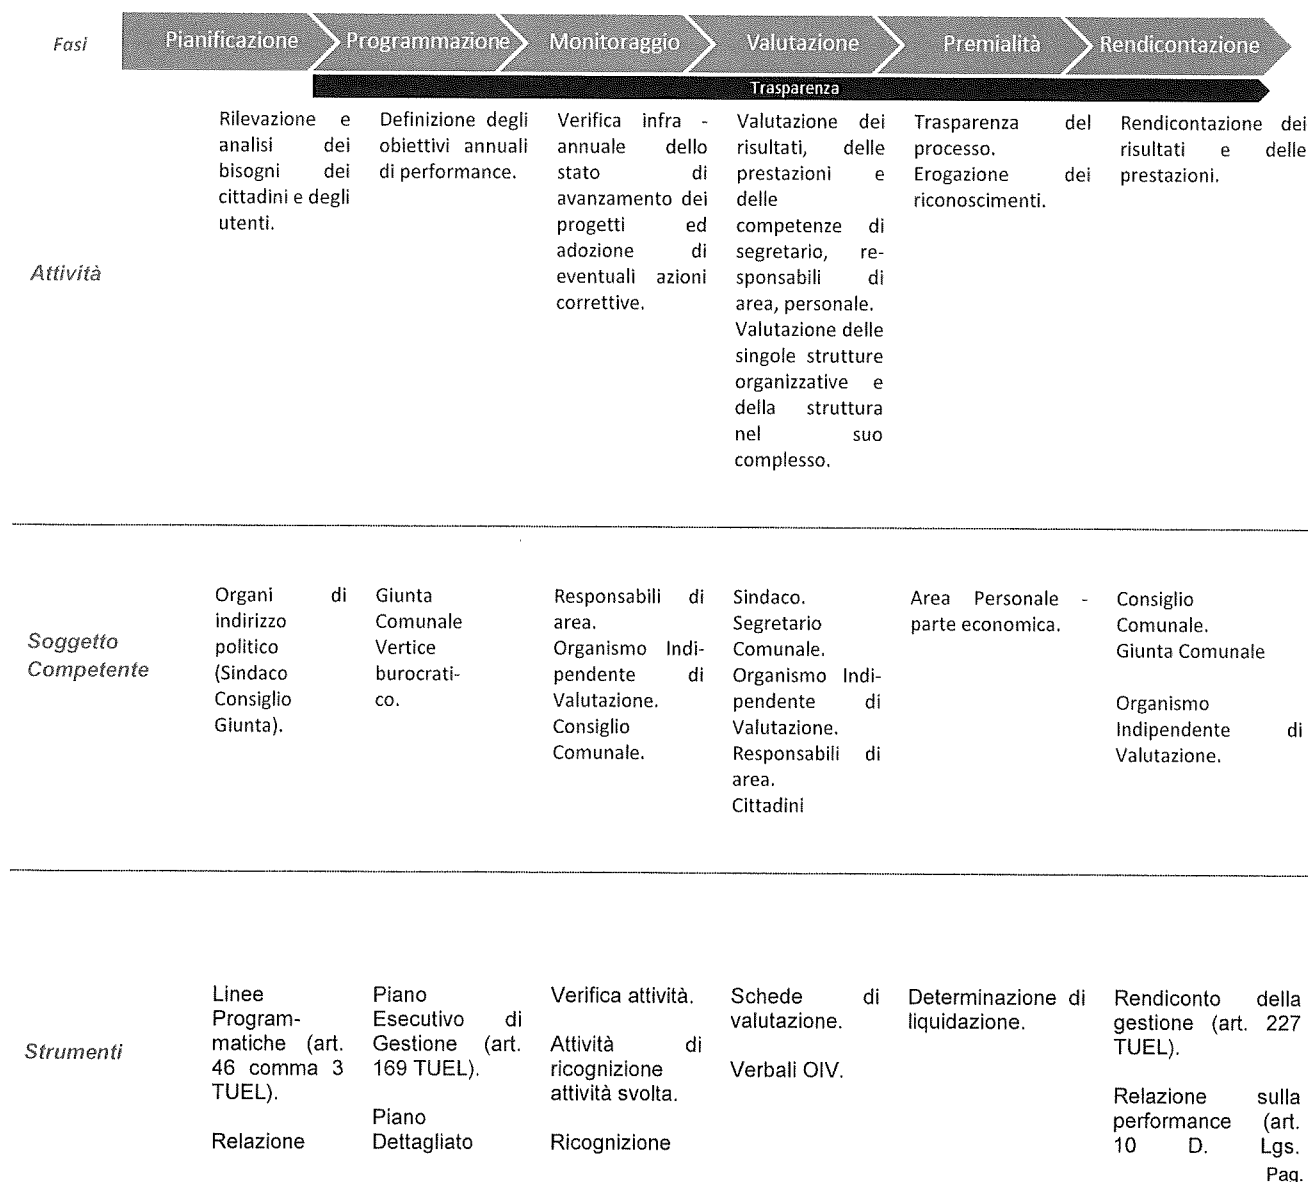 Fasi
Pianificazione
Programmazione
Monitoraggio
Valutazione
Premialità
Rendicontazione
Trasparenza
Attività
Rilevazione e
analisi dei
bisogni dei
cittadini e degli
utenti.
Definizione degli
obiettivi annuali
di performance.
Verifica infra -
annuale dello
stato di
avanzamento dei
progetti ed
adozione di
eventuali azioni
correttive.
Valutazione dei
risultati, delle
prestazioni e
delle
competenze di
segretario, re-
sponsabili di
area, personale.
Valutazione delle
singole strutture
organizzative e
della struttura
nel suo
complesso.
Trasparenza del
processo.
Erogazione dei
riconoscimenti.
Rendicontazione dei
risultati e delle
prestazioni.
Soggetto
Competente
Organi di
indirizzo
politico
(Sindaco
Consiglio
Giunta).
Giunta
Comunale
Vertice
burocrati-
co.
Responsabili di
area.
Organismo Indi-
pendente di
Valutazione.
Consiglio
Comunale.
Sindaco.
Segretario
Comunale.
Organismo Indi-
pendente di
Valutazione.
Responsabili di
area.
Cittadini
Area Personale -
parte economica.
Consiglio
Comunale.
Giunta Comunale
Organismo
Indipendente di
Valutazione.
Strumenti
Linee
Program-
matiche (art.
46 comma 3
TUEL).
Relazione
Piano
Esecutivo di
Gestione (art.
169 TUEL).
Piano
Dettagliato
Verifica attività.
Attività di
ricognizione
attività svolta.
Ricognizione
Schede di
valutazione.
Verbali OIV.
Determinazione di
liquidazione.
Rendiconto della
gestione (art. 227
TUEL).
Relazione sulla
performance (art.
10 D. Lgs.
Pag.